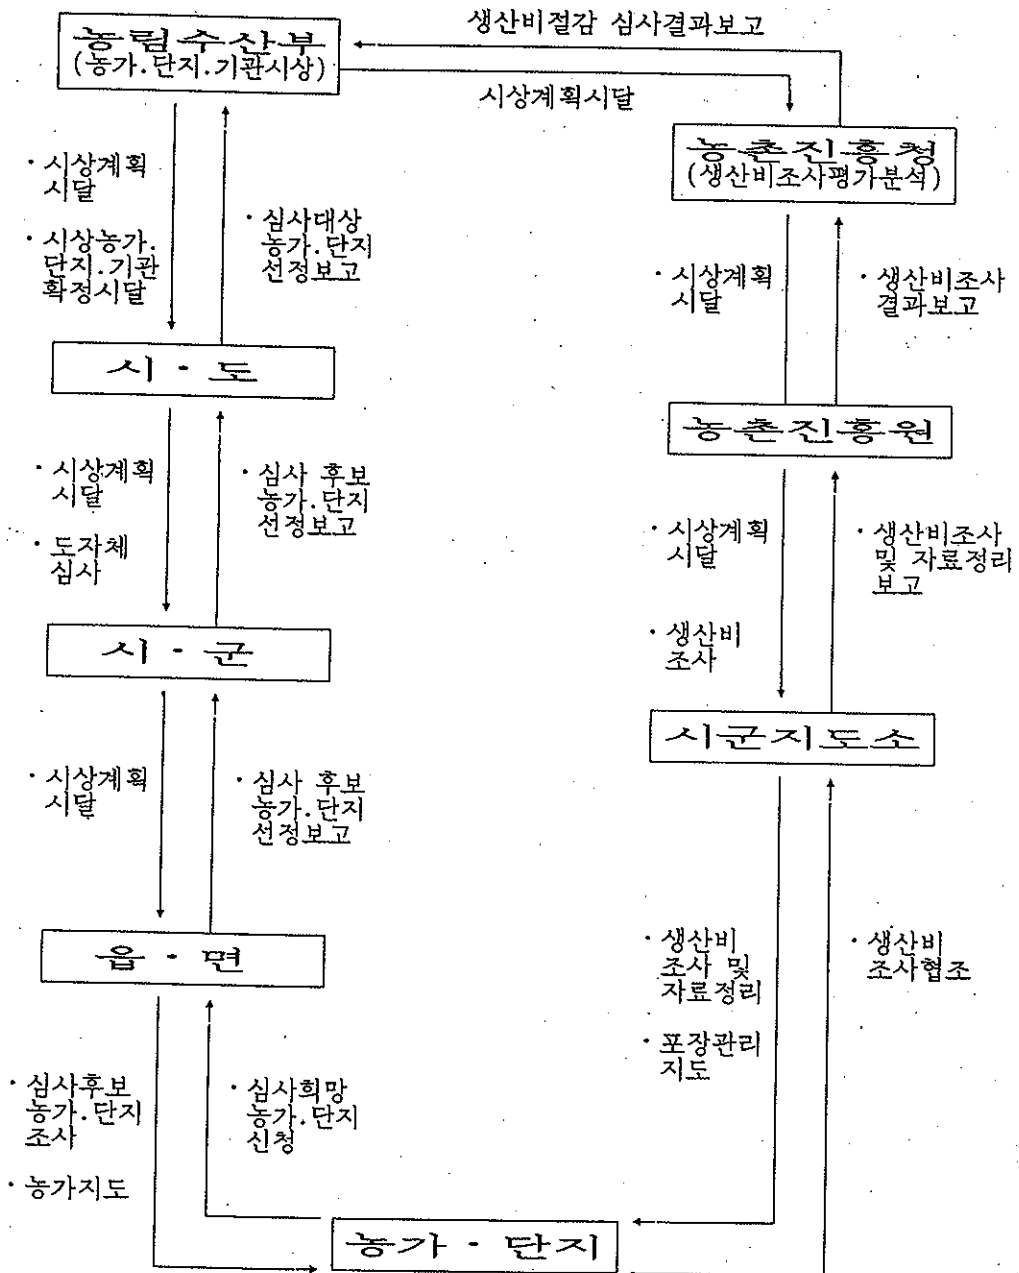 생산비절감 심사결과보고
농림수산부
(농가.단지.기관시상)
시상계획시달
농촌진흥청
(생산비조사평가분석)
· 시상계획
시달
· 시상농가.
단지.기관
확정시달
· 심사대상
농가.단지
선정보고
· 시상계획
시달
· 생산비조사
결과보고
시 · 도
농촌진흥원
· 시상계획
시달
· 도자체
심사
· 심사 후보
농가.단지
선정보고
· 시상계획
시달
· 생산비
조사
· 생산비조사
및 자료정리
보고
시 · 군
시군지도소
· 시상계획
시달
· 심사 후보
농가.단지
선정보고
읍 · 면
· 생산비
조사 및
자료정리
· 포장관리
지도
· 생산비
조사협조
· 심사후보
농가.단지
조사
· 농가지도
· 심사희망
농가.단지
신청
농가 · 단지